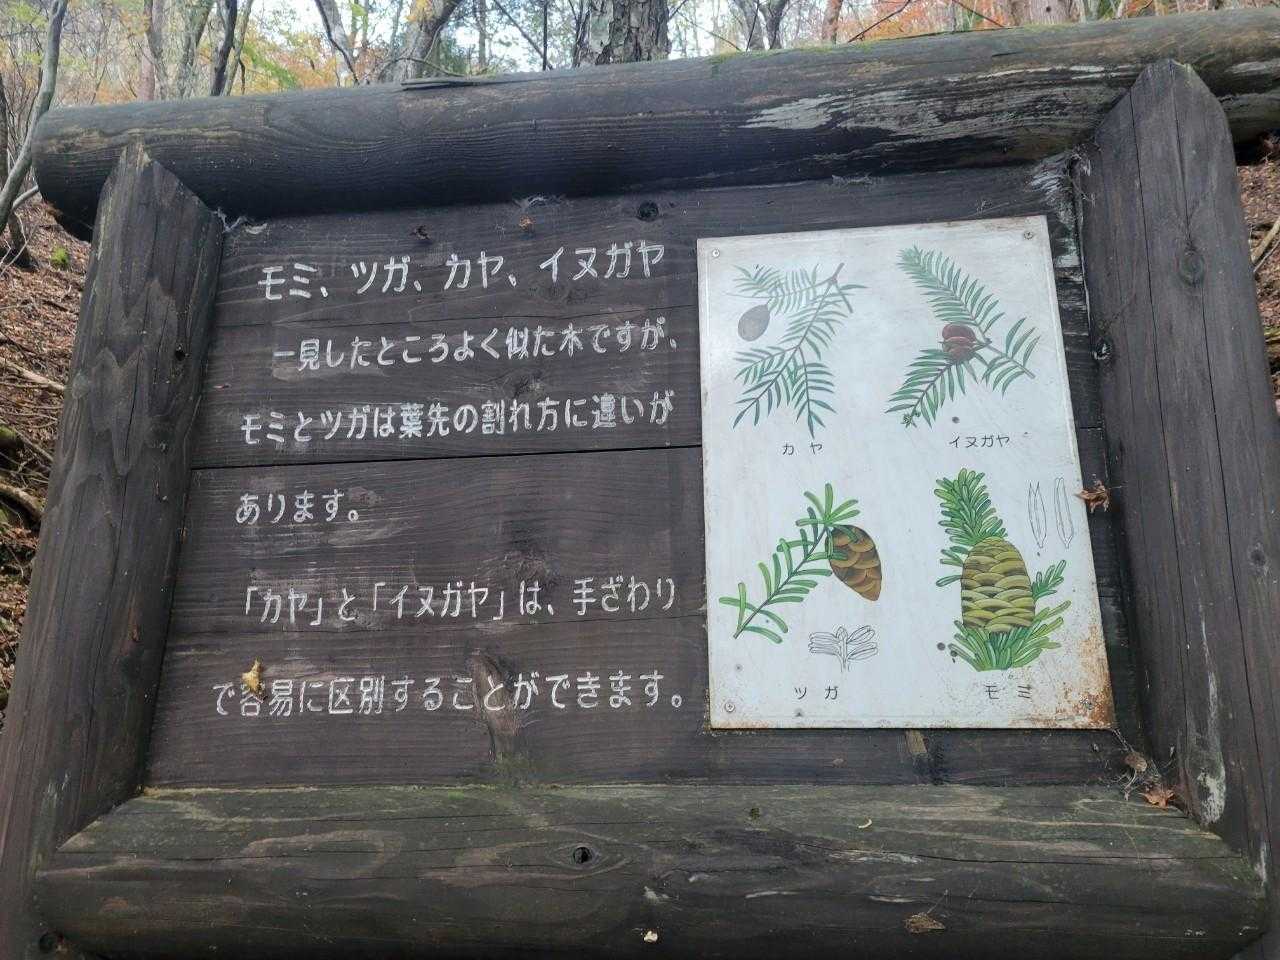 モミ、ツガ、カヤ、イヌガヤ
一見したところよく似た木ですが、
モミとツガは葉先の割れ方に違いが
あります。
「カヤ」と「イヌガヤ」は、手ざわり
で容易に区別することができます。
カヤ
イヌガヤ
ツガ
モミ